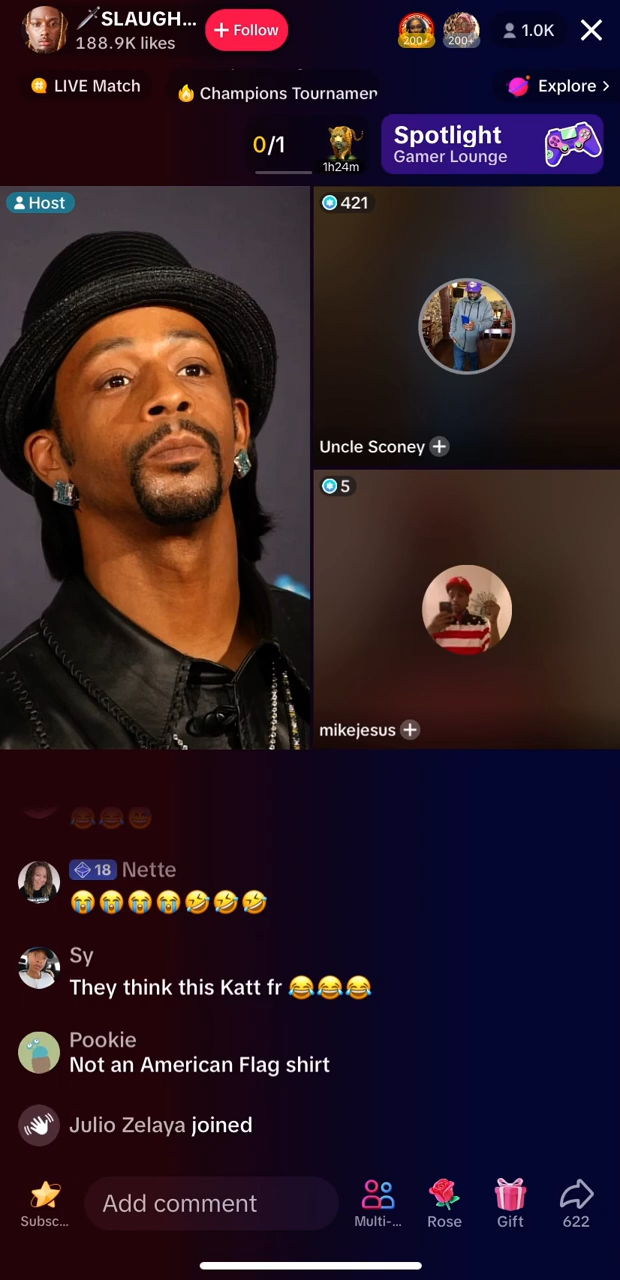 SLAUGH...
188.9K likes
+ Follow
200+
200+
1.0K
LIVE Match
Champions Tournamen
Explore >
0/1
1h24m
Spotlight
Gamer Lounge
Host
421
Uncle Sconey +
5
mikejesus +
18 Nette
😭😭😭😭🤣🤣🤣
Sy
They think this Katt fr 😂😂😂
Pookie
Not an American Flag shirt
Julio Zelaya joined
Add comment
Subsc...
Multi-...
Rose
Gift
622